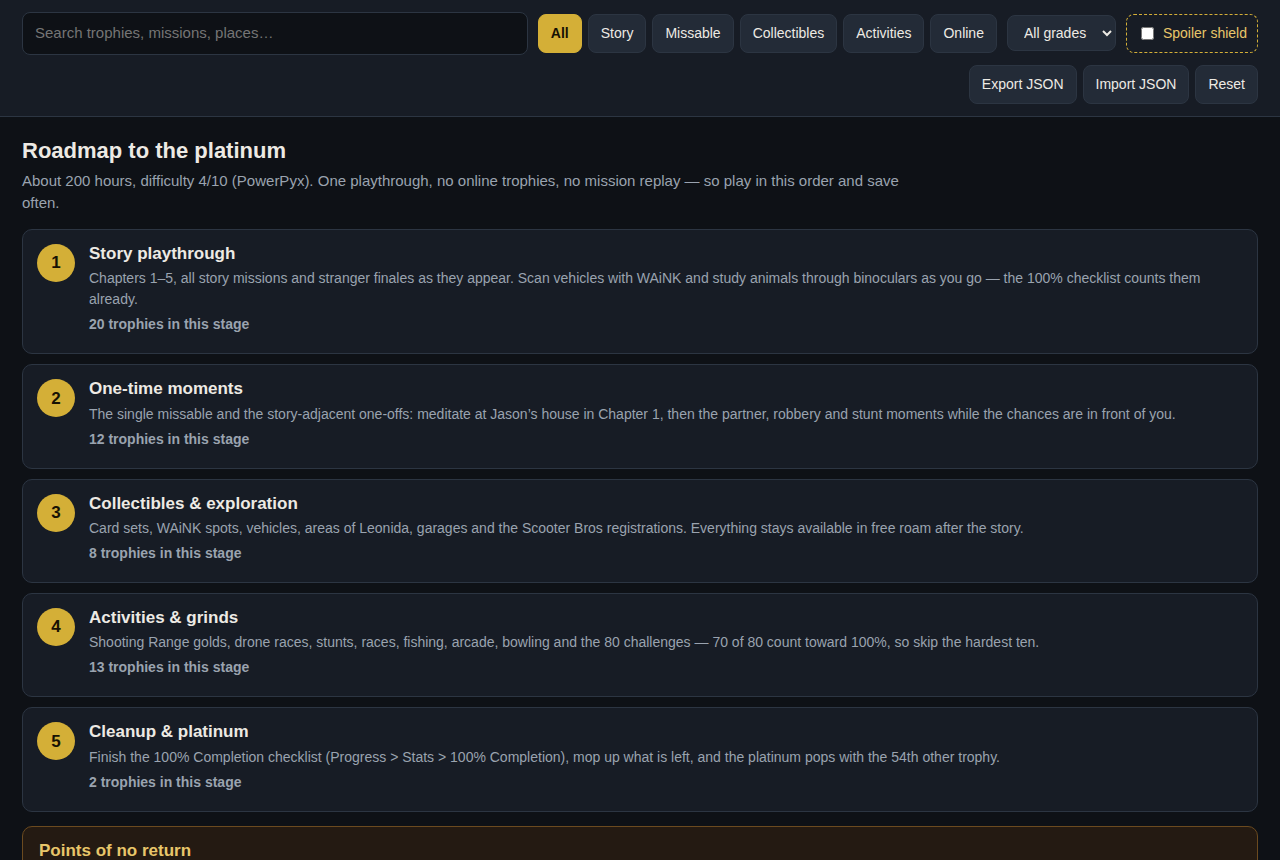 Search trophies, missions, places…
All
Story
Missable
Collectibles
Activities
Online
All grades
Spoiler shield
Export JSON
Import JSON
Reset
Roadmap to the platinum
About 200 hours, difficulty 4/10 (PowerPyx). One playthrough, no online trophies, no mission replay — so play in this order and save
often.
1
Story playthrough
Chapters 1–5, all story missions and stranger finales as they appear. Scan vehicles with WAiNK and study animals through binoculars as you go — the 100% checklist counts them
already.
20 trophies in this stage
2
One-time moments
The single missable and the story-adjacent one-offs: meditate at Jason’s house in Chapter 1, then the partner, robbery and stunt moments while the chances are in front of you.
12 trophies in this stage
3
Collectibles & exploration
Card sets, WAiNK spots, vehicles, areas of Leonida, garages and the Scooter Bros registrations. Everything stays available in free roam after the story.
8 trophies in this stage
4
Activities & grinds
Shooting Range golds, drone races, stunts, races, fishing, arcade, bowling and the 80 challenges — 70 of 80 count toward 100%, so skip the hardest ten.
13 trophies in this stage
5
Cleanup & platinum
Finish the 100% Completion checklist (Progress > Stats > 100% Completion), mop up what is left, and the platinum pops with the 54th other trophy.
2 trophies in this stage
Points of no return